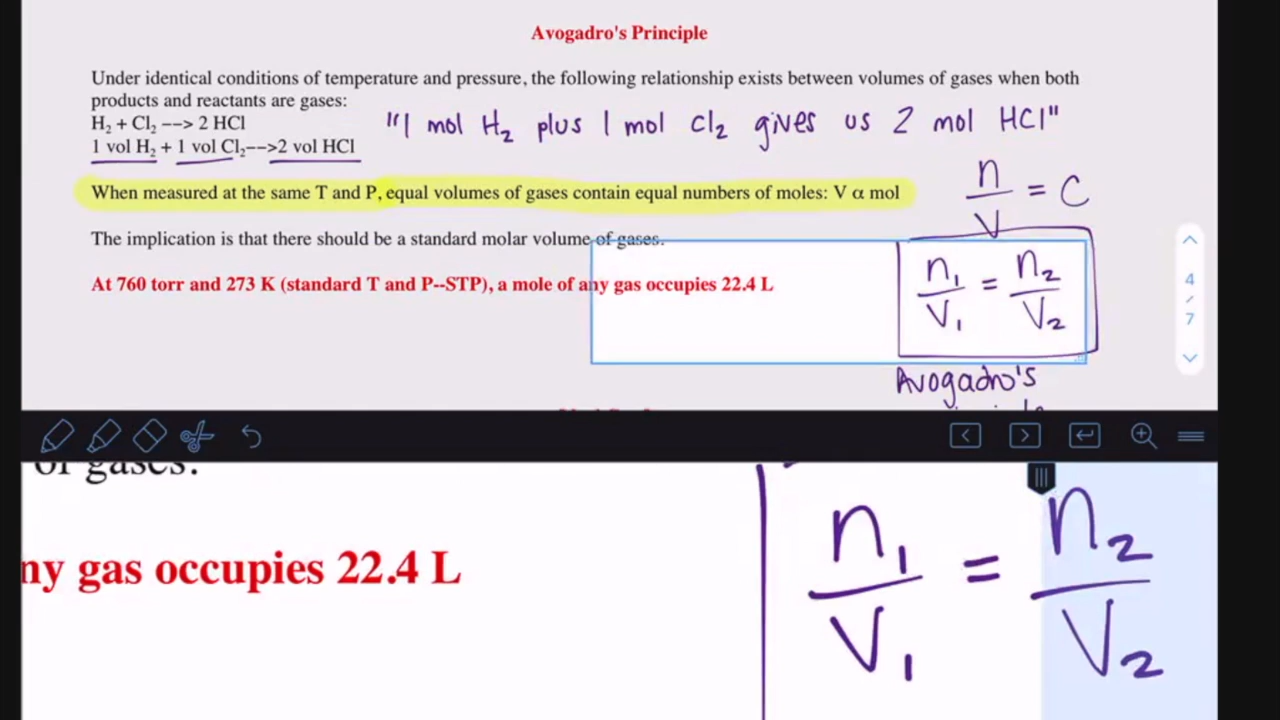 Avogadro's Principle
Under identical conditions of temperature and pressure, the following relationship exists between volumes of gases when both
products and reactants are gases:
H₂ + Cl₂ --> 2 HCl
"1 mol H₂ plus 1 mol Cl₂ gives us 2 mol HCl"
1 vol H₂ + 1 vol Cl₂-->2 vol HCl
When measured at the same T and P, equal volumes of gases contain equal numbers of moles: V α mol
n/V = C
The implication is that there should be a standard molar volume of gases.
At 760 torr and 273 K (standard T and P--STP), a mole of any gas occupies 22.4 L
n₁/V₁ = n₂/V₂
4
/
7
Avogadro's
of gases.
ny gas occupies 22.4 L
n₁/V₁ = n₂/V₂